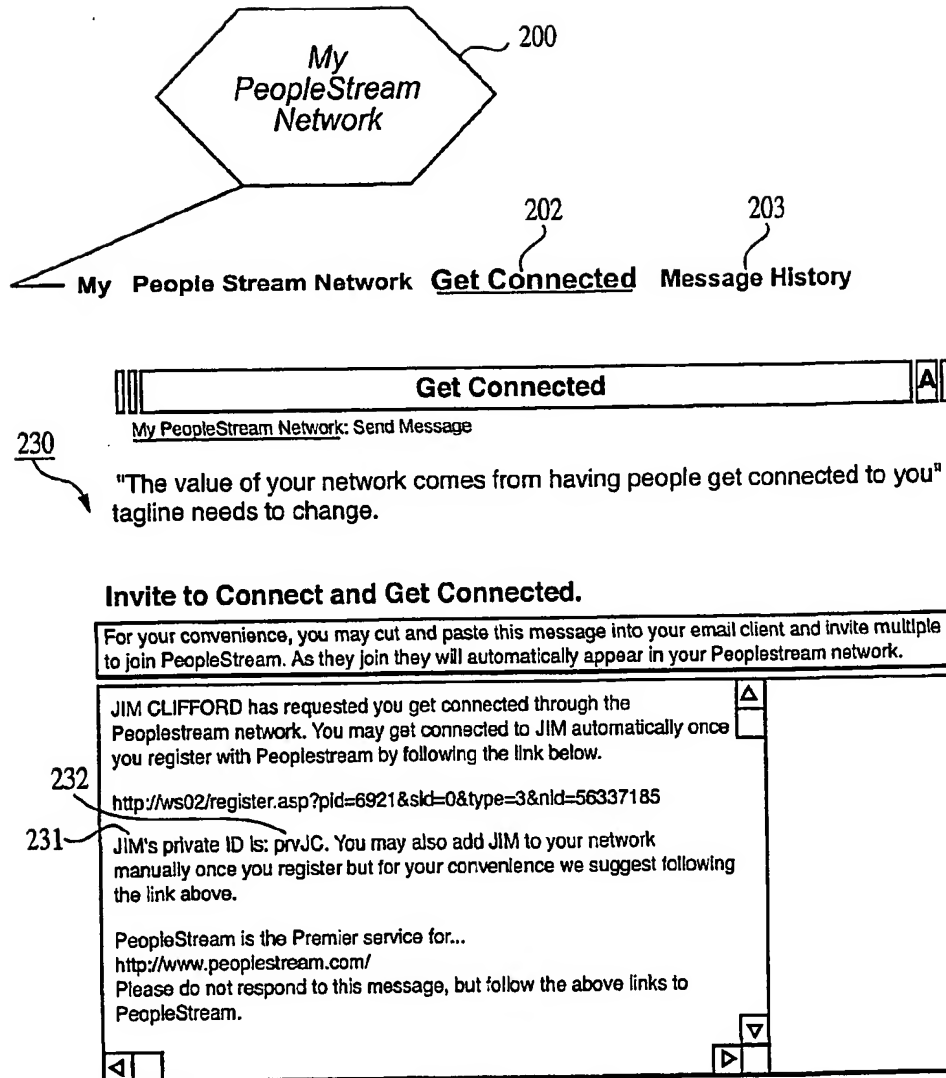 My
PeopleStream
Network
200
202
203
My People Stream Network Get Connected Message History
Get Connected
A
My PeopleStream Network: Send Message
230
"The value of your network comes from having people get connected to you"
tagline needs to change.
Invite to Connect and Get Connected.
For your convenience, you may cut and paste this message into your email client and invite multiple
to join PeopleStream. As they join they will automatically appear in your Peoplestream network.
JIM CLIFFORD has requested you get connected through the
Peoplestream network. You may get connected to JIM automatically once
you register with Peoplestream by following the link below.
232
http://ws02/register.asp?pid=6921&sid=0&type=3&nid=56337185
231
JIM's private ID is: prvJC. You may also add JIM to your network
manually once you register but for your convenience we suggest following
the link above.
PeopleStream is the Premier service for...
http://www.peoplestream.com/
Please do not respond to this message, but follow the above links to
PeopleStream.